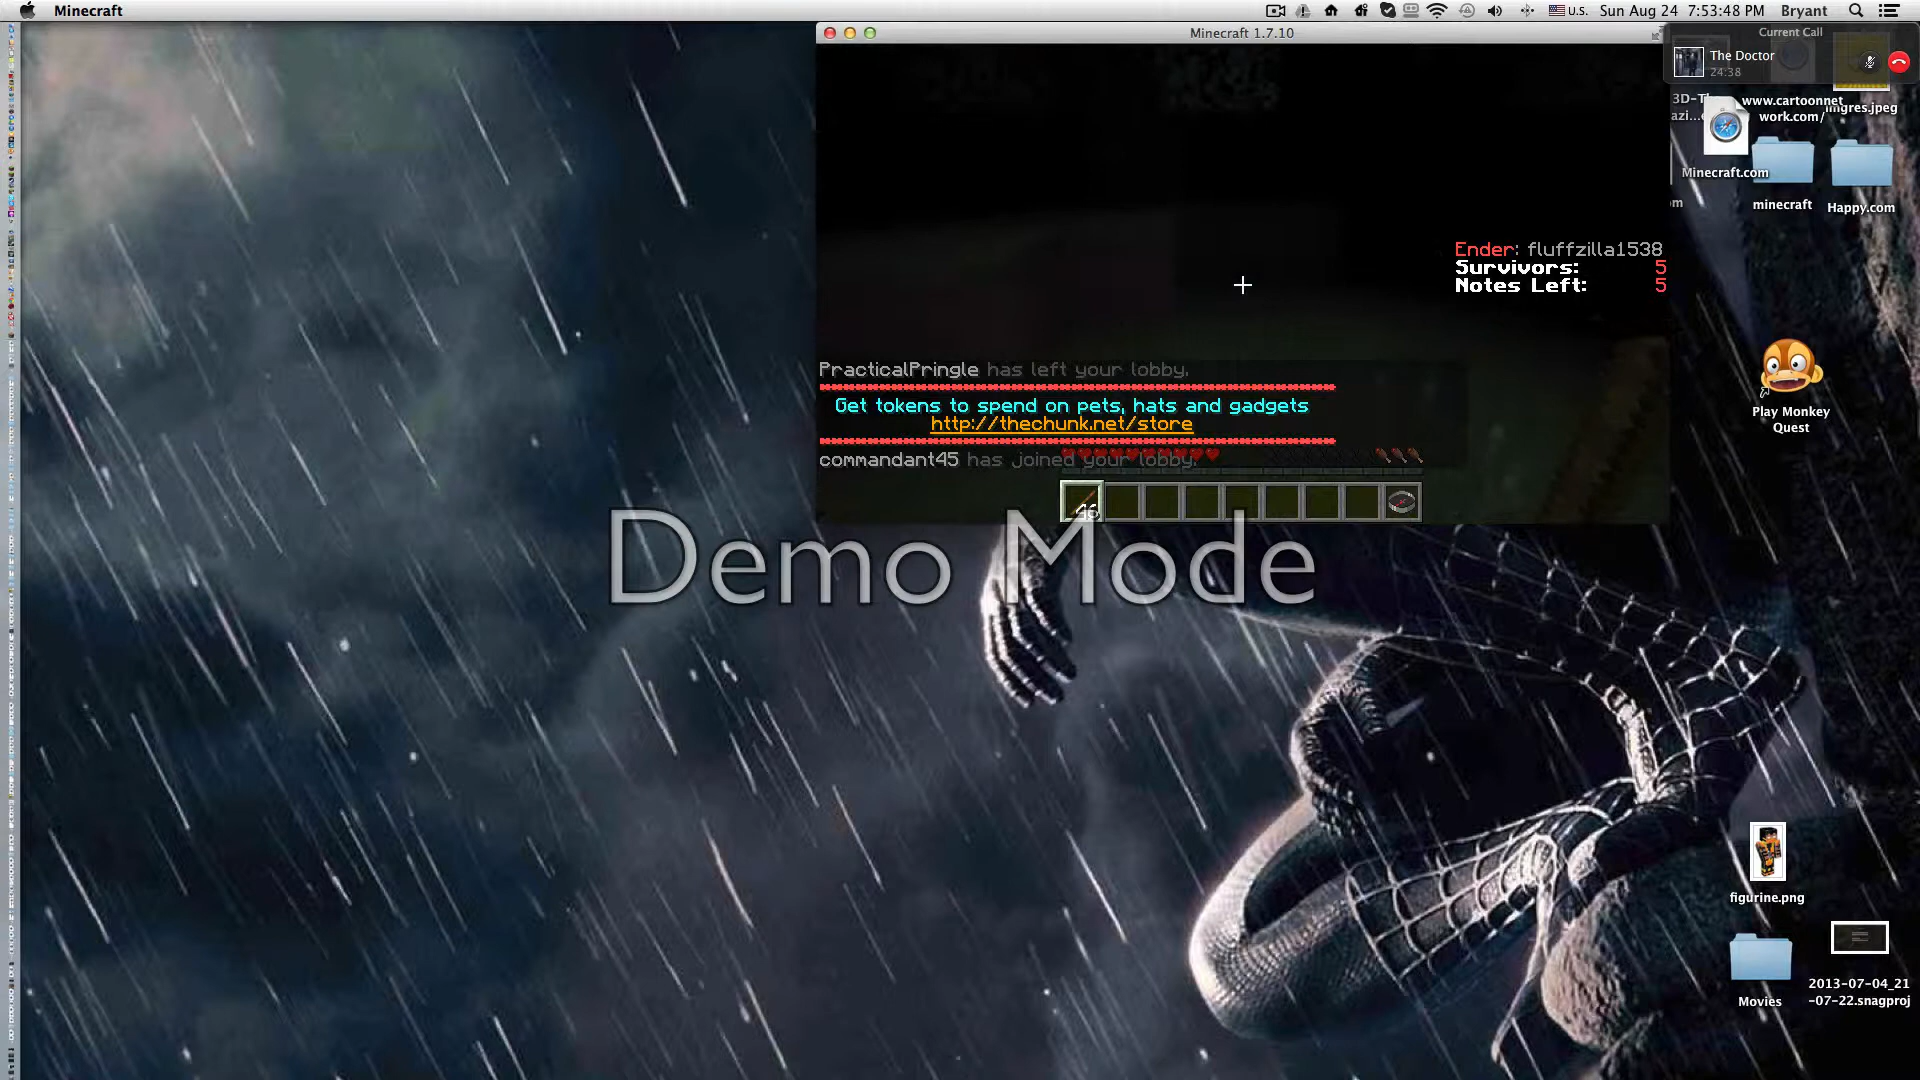 Minecraft
U.S.
Sun Aug 24 7:53:48 PM
Bryant
Minecraft 1.7.10
Current Call
The Doctor
24:38
www.cartoonnet
work.com/
ingres.jpeg
Minecraft.com
minecraft
Happy.com
Ender: fluffzilla1538
Survivors: 5
Notes Left: 5
PracticalPringle has left your lobby.
Get tokens to spend on pets, hats and gadgets
http://thechunk.net/store
commandant45 has joined your lobby.
Play Monkey
Quest
Demo Mode
figurine.png
Movies
2013-07-04_21
-07-22.snagproj